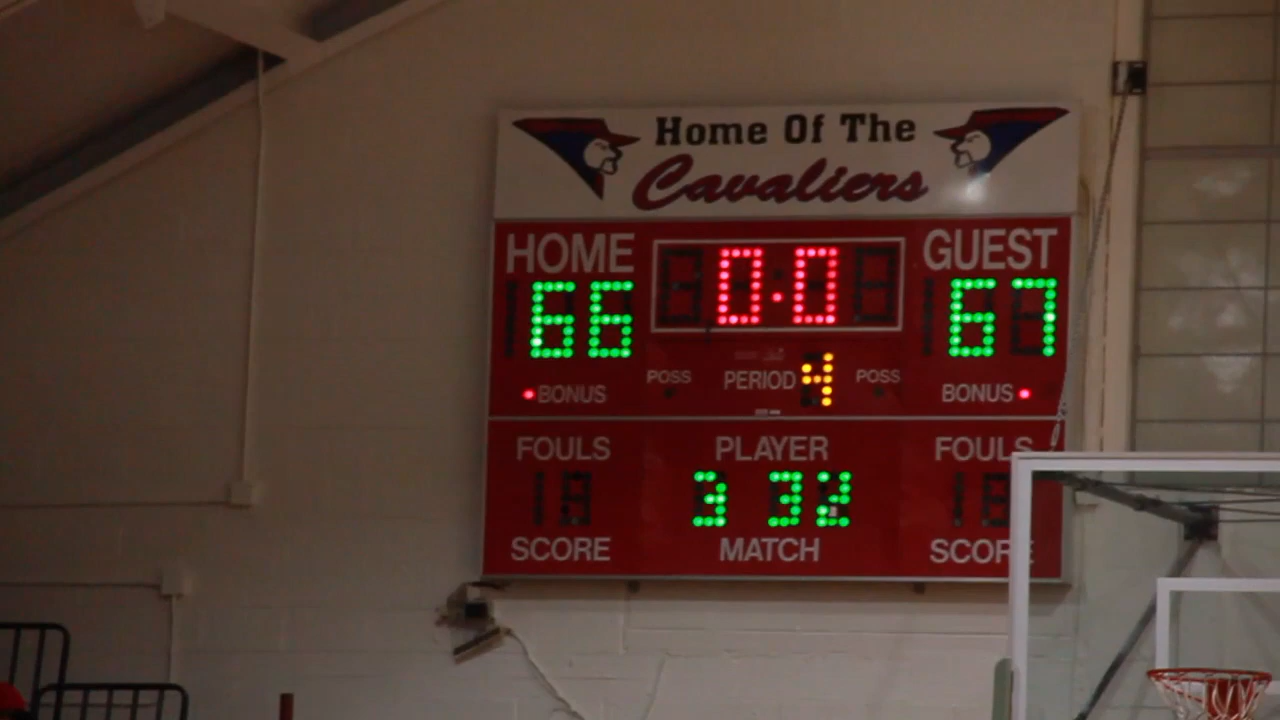 Home Of The
Cavaliers
HOME
0.0
GUEST
66
67
BONUS
POSS
PERIOD 4
POSS
BONUS
FOULS
PLAYER
FOULS
3 32
SCORE
MATCH
SCORE